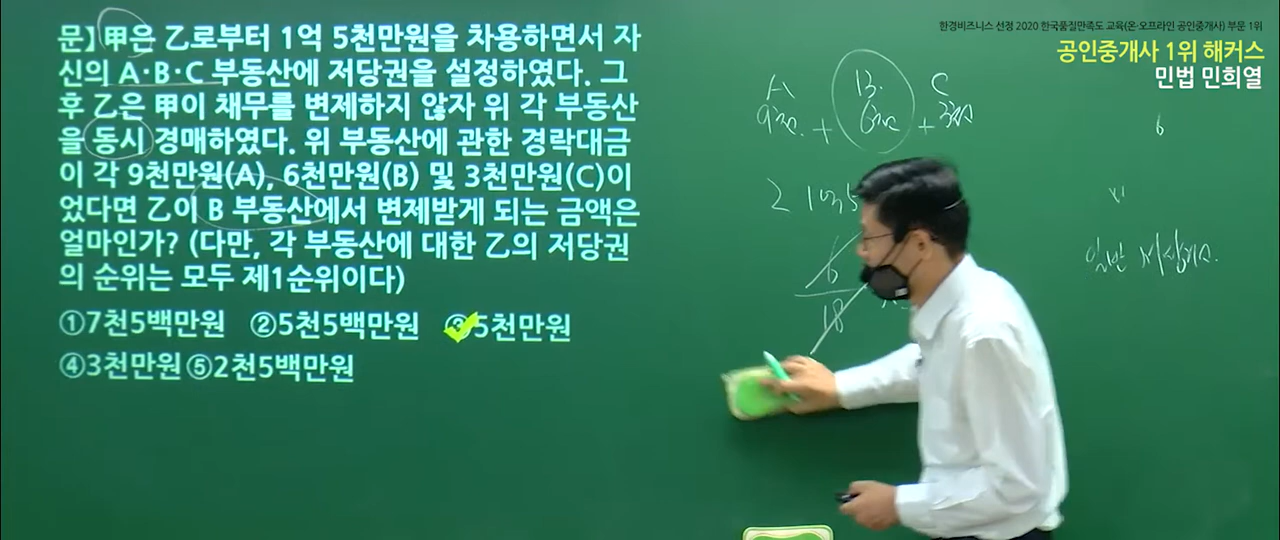 한경비즈니스 선정 2020 한국품질만족도 교육(온·오프라인 공인중개사) 부문 1위
공인중개사 1위 해커스
민법 민희열
문】甲은 乙로부터 1억 5천만원을 차용하면서 자
신의 A·B·C 부동산에 저당권을 설정하였다. 그
후 乙은 甲이 채무를 변제하지 않자 위 각 부동산
을 동시 경매하였다. 위 부동산에 관한 경락대금
이 각 9천만원(A), 6천만원(B) 및 3천만원(C)이
었다면 乙이 B 부동산에서 변제받게 되는 금액은
얼마인가? (다만, 각 부동산에 대한 乙의 저당권
의 순위는 모두 제1순위이다)
①7천5백만원 ②5천5백만원 ③5천만원
④3천만원 ⑤2천5백만원
A B. C
+ +
乙 1억5
6
18
6